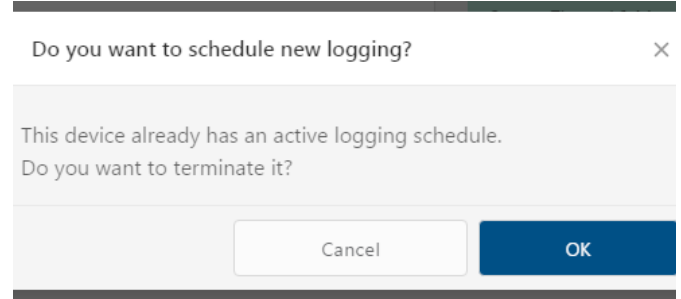 Do you want to schedule new logging?
This device already has an active logging schedule.
Do you want to terminate it?
Cancel
OK